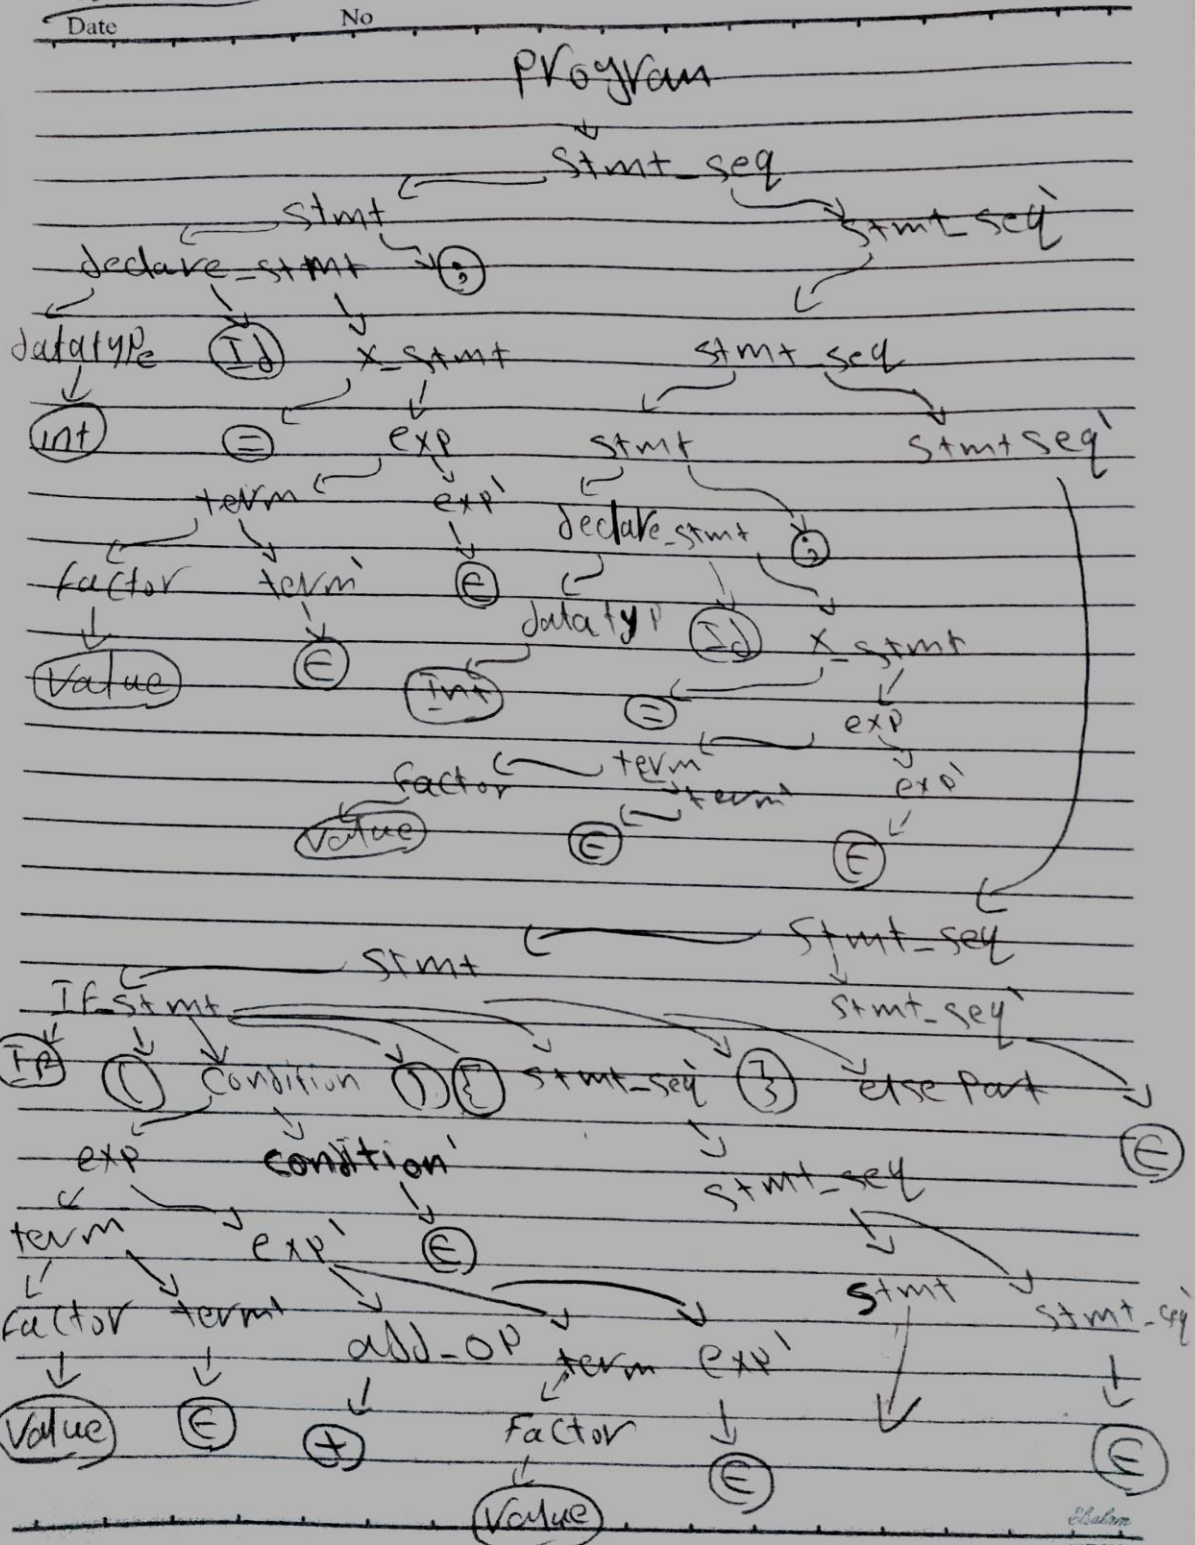 Date No
Program
Stmt_seq
Stmt Stmt_seq`
declare_stmt ;
datatype Id x_stmt stmt_seq
int = exp stmt Stmt seq`
term exp` declare_stmt ;
factor term` ϵ
Value ϵ datatyp Id x_stmt
Int = exp
factor term exp`
term`
Value ϵ ϵ
Stmt_seq
Stmt
If_stmt stmt_seq`
If ( Condition ) { stmt_seq` } else Part
exp condition` stmt_seq ϵ
term exp` ϵ
factor term` stmt stmt_seq`
add_op term exp`
Value ϵ + Factor ϵ ϵ
Value
Elsalam